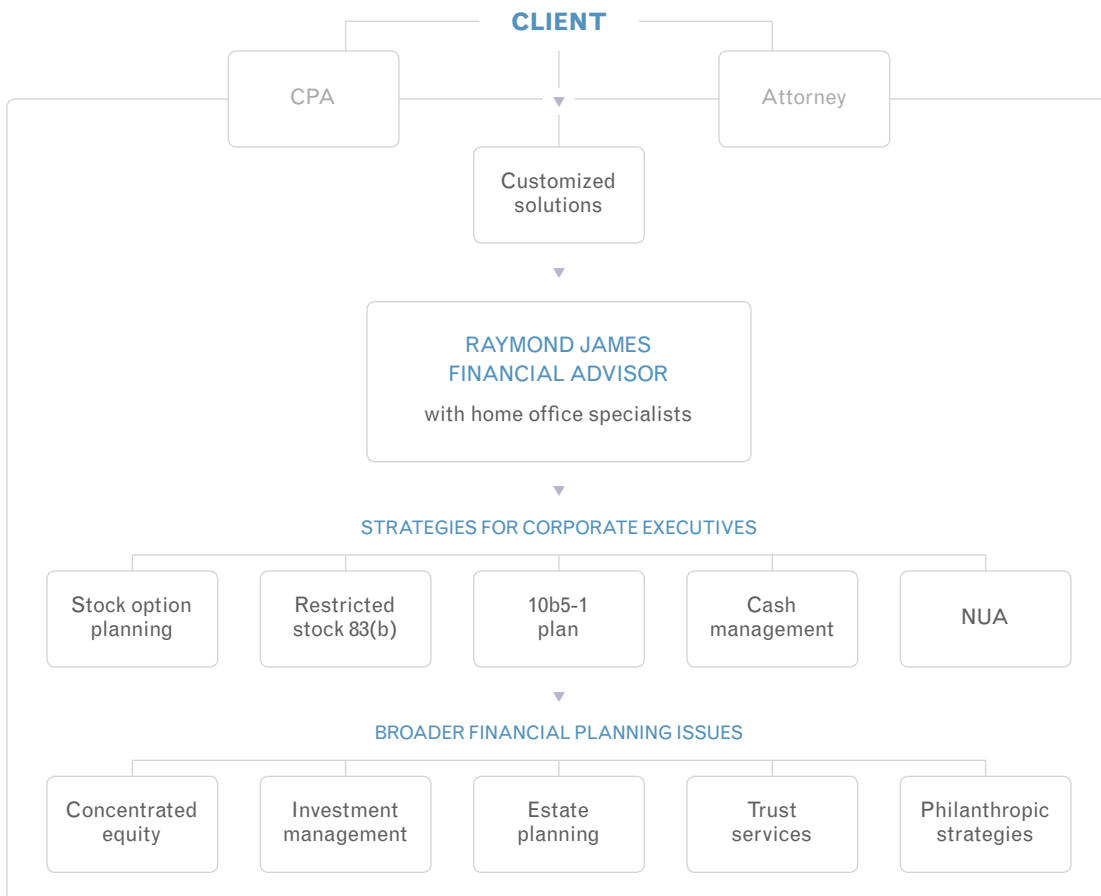 CLIENT
CPA
Attorney
Customized
solutions
RAYMOND JAMES
FINANCIAL ADVISOR
with home office specialists
STRATEGIES FOR CORPORATE EXECUTIVES
Stock option
planning
Restricted
stock 83(b)
10b5-1
plan
Cash
management
NUA
BROADER FINANCIAL PLANNING ISSUES
Concentrated
equity
Investment
management
Estate
planning
Trust
services
Philanthropic
strategies